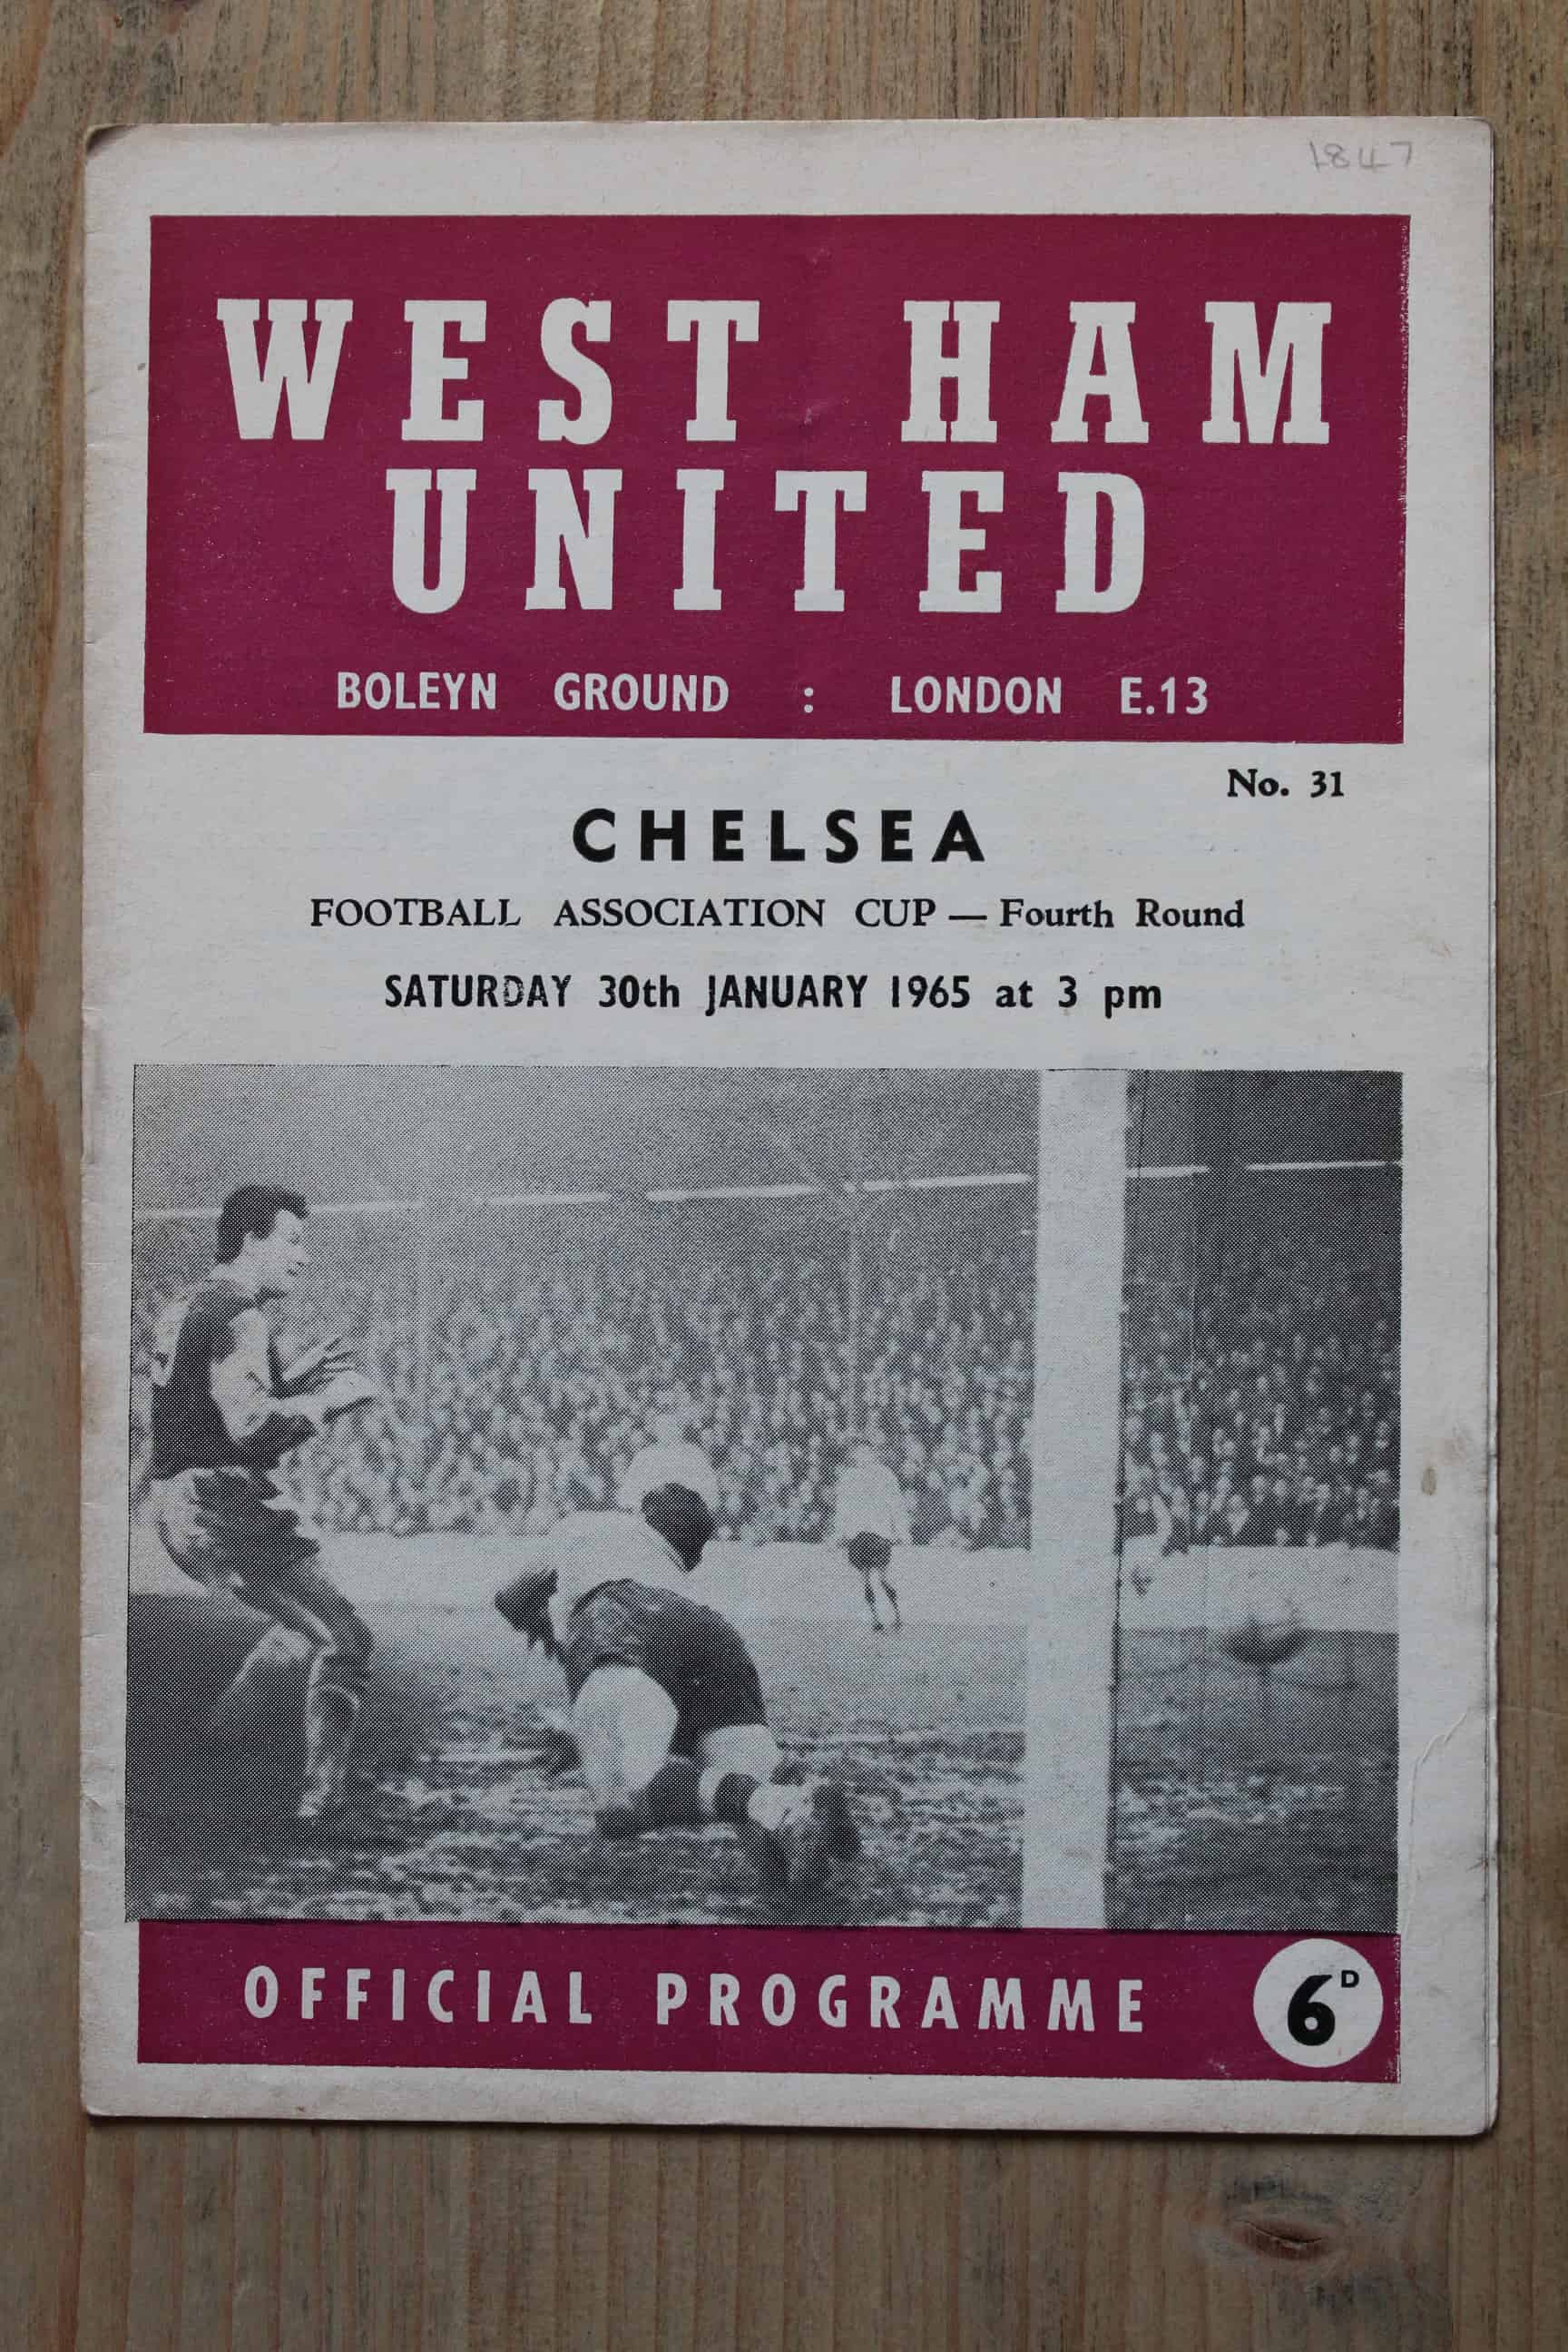 1847
WEST HAM
UNITED
BOLEYN GROUND : LONDON E.13
No. 31
CHELSEA
FOOTBALL ASSOCIATION CUP — Fourth Round
SATURDAY 30th JANUARY 1965 at 3 pm
OFFICIAL PROGRAMME 6D